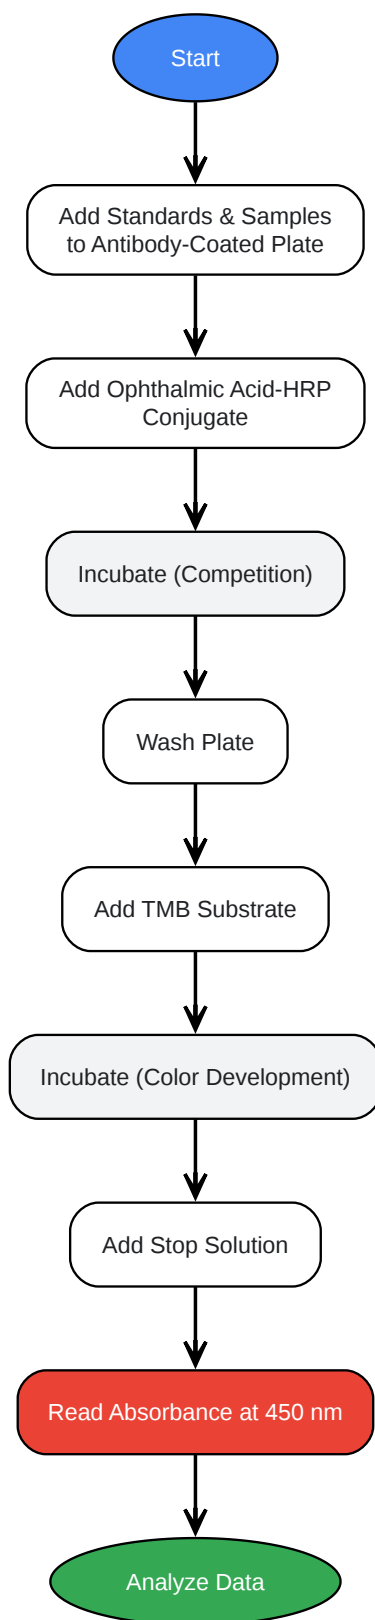 Start
Add Standards & Samples
to Antibody-Coated Plate
Add Ophthalmic Acid-HRP
Conjugate
Incubate (Competition)
Wash Plate
Add TMB Substrate
Incubate (Color Development)
Add Stop Solution
Read Absorbance at 450 nm
Analyze Data